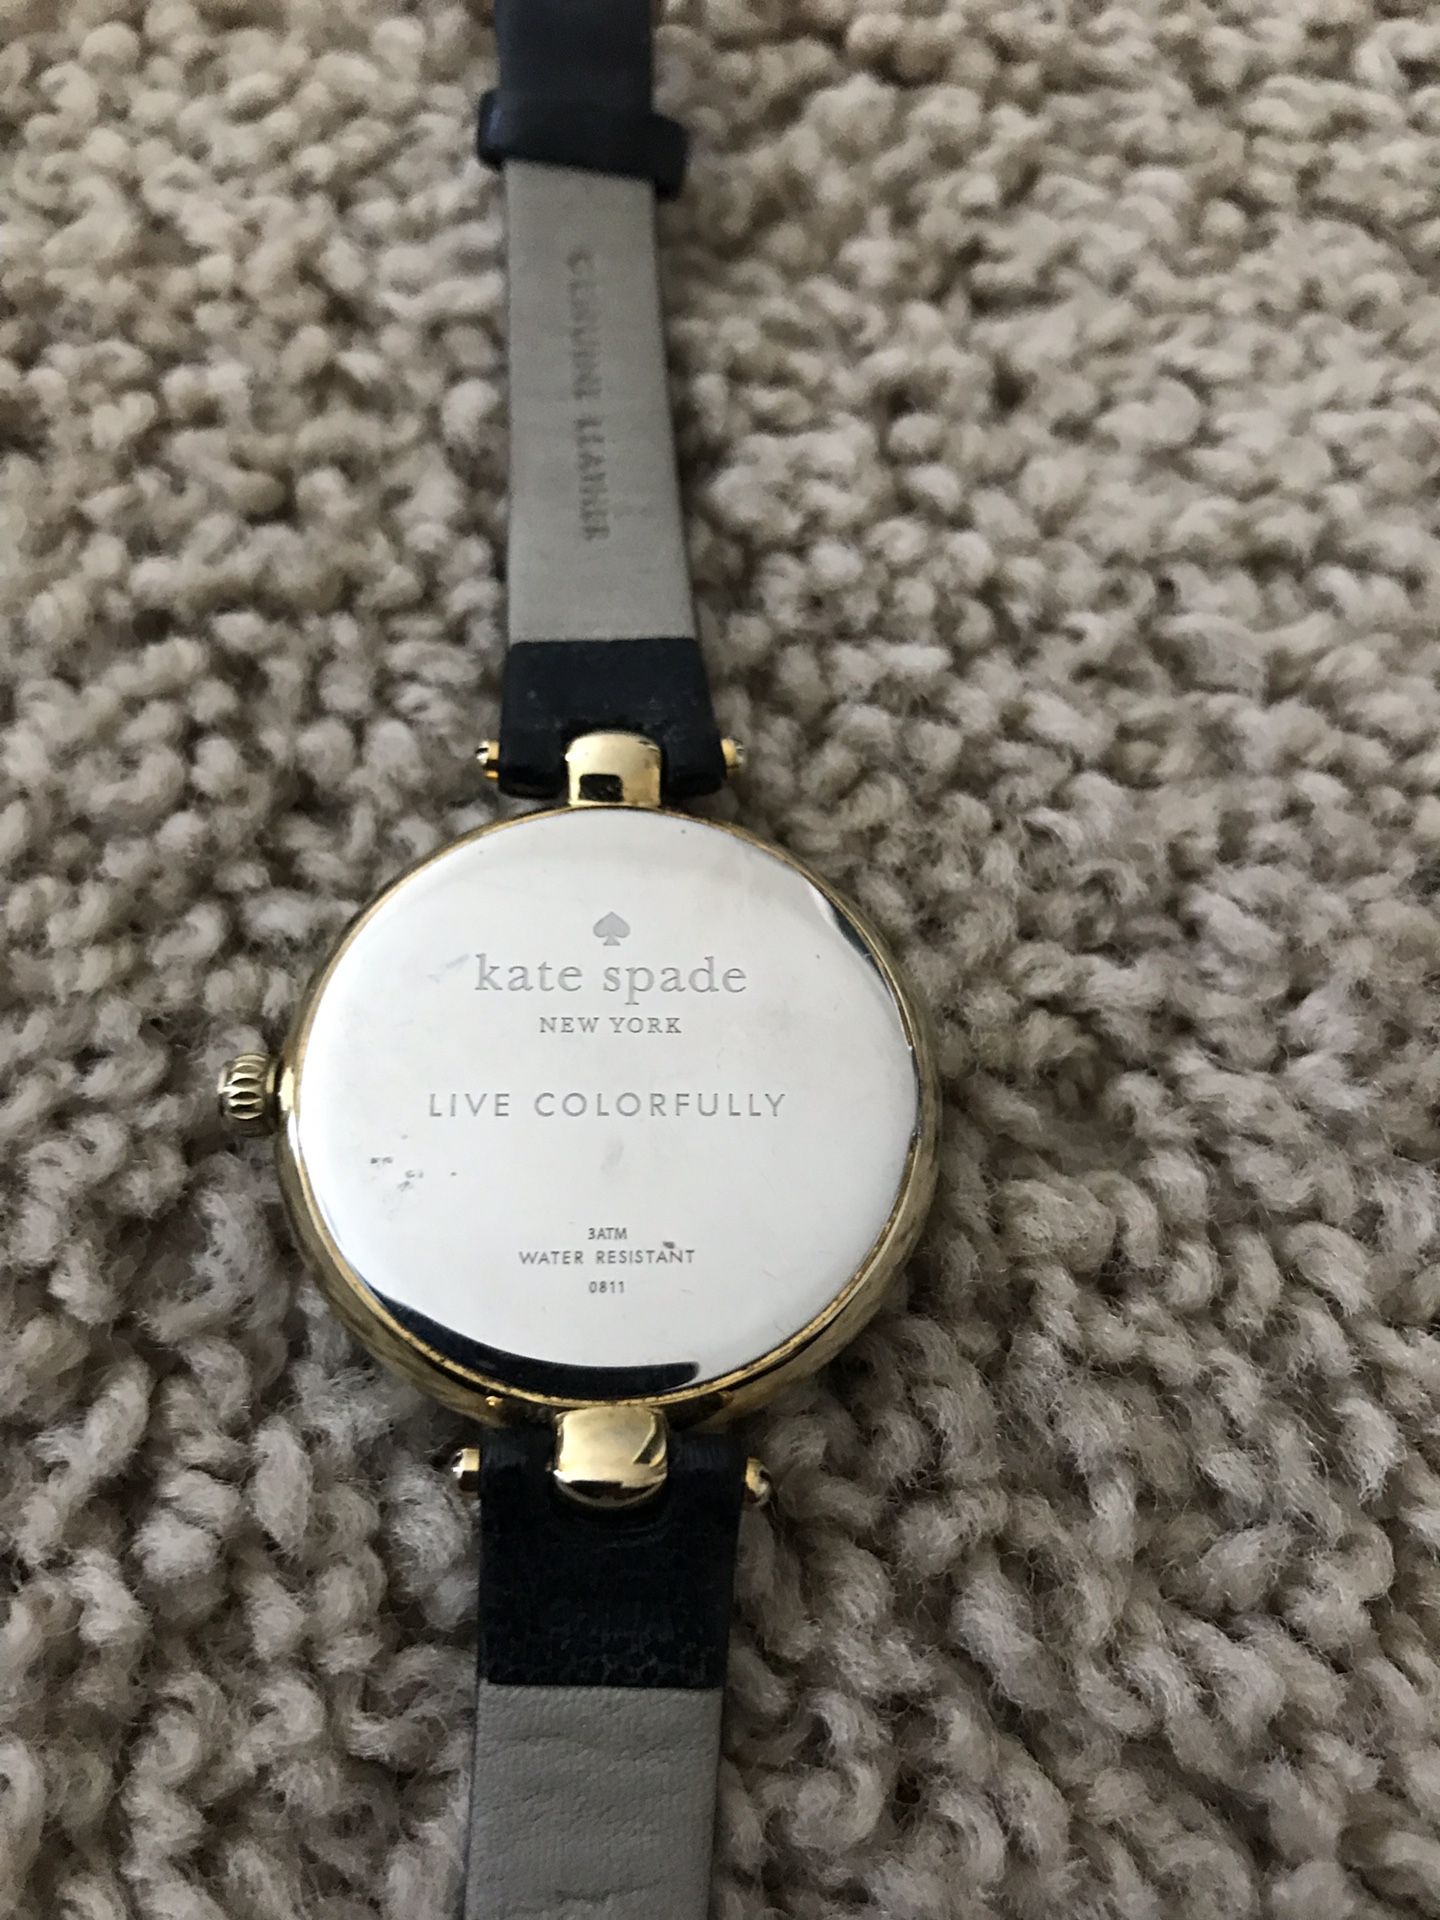 GENUINE LEATHER
kate spade
NEW YORK
LIVE COLORFULLY
3ATM
WATER RESISTANT
0811